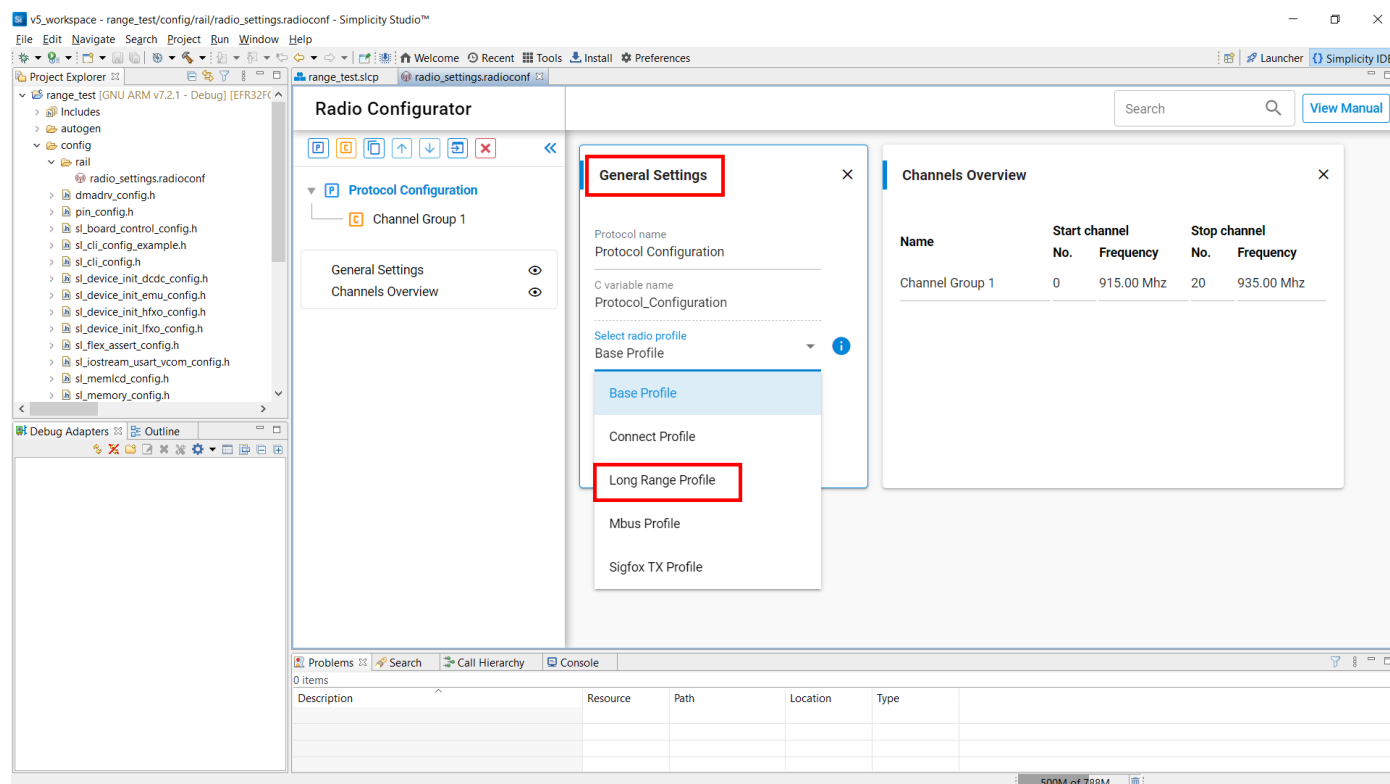 v5_workspace - range_test/config/rail/radio_settings.radioconf - Simplicity Studio™
File Edit Navigate Search Project Run Window Help
Welcome Recent Tools Install Preferences Launcher Simplicity IDE
Project Explorer
range_test [GNU ARM v7.2.1 - Debug] [EFR32F
Includes
autogen
config
rail
radio_settings.radioconf
dmadrv_config.h
pin_config.h
sl_board_control_config.h
sl_cli_config_example.h
sl_cli_config.h
sl_device_init_dcdc_config.h
sl_device_init_emu_config.h
sl_device_init_hfxo_config.h
sl_device_init_lfxo_config.h
sl_flex_assert_config.h
sl_iostream_usart_vcom_config.h
sl_memlcd_config.h
sl_memory_config.h
Debug Adapters Outline
range_test.slcp radio_settings.radioconf
Radio Configurator
Search View Manual
Protocol Configuration
Channel Group 1
General Settings
Channels Overview
General Settings
Protocol name
Protocol Configuration
C variable name
Protocol_Configuration
Select radio profile
Base Profile
Base Profile
Connect Profile
Long Range Profile
Mbus Profile
Sigfox TX Profile
Channels Overview
Start channel Stop channel
Name No. Frequency No. Frequency
Channel Group 1 0 915.00 Mhz 20 935.00 Mhz
Problems Search Call Hierarchy Console
0 items
Description Resource Path Location Type
500M of 788M